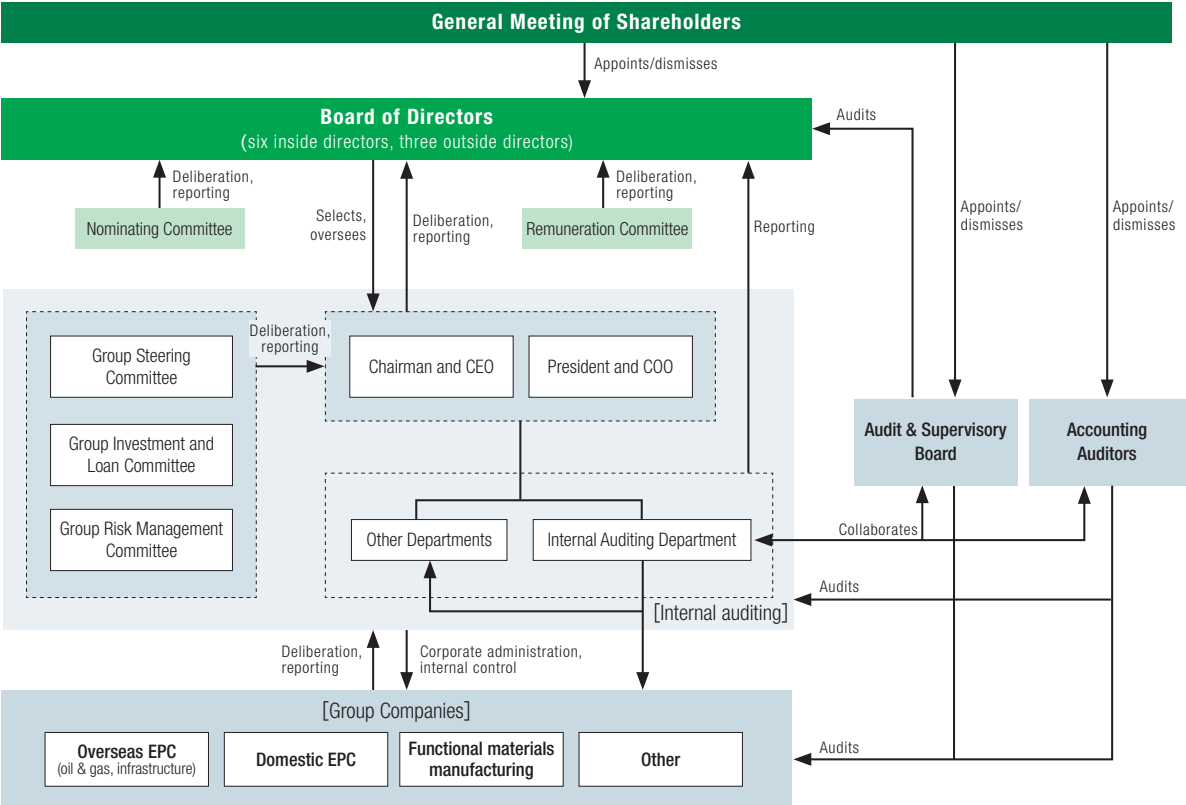 General Meeting of Shareholders
Appoints/dismisses
Board of Directors
(six inside directors, three outside directors)
Audits
Deliberation,
reporting
Nominating Committee
Selects,
oversees
Deliberation,
reporting
Deliberation,
reporting
Remuneration Committee
Reporting
Appoints/
dismisses
Appoints/
dismisses
Group Steering
Committee
Group Investment and
Loan Committee
Group Risk Management
Committee
Deliberation,
reporting
Chairman and CEO
President and COO
Audit & Supervisory
Board
Accounting
Auditors
Other Departments
Internal Auditing Department
Collaborates
Audits
[Internal auditing]
Deliberation,
reporting
Corporate administration,
internal control
[Group Companies]
Overseas EPC
(oil & gas, infrastructure)
Domestic EPC
Functional materials
manufacturing
Other
Audits